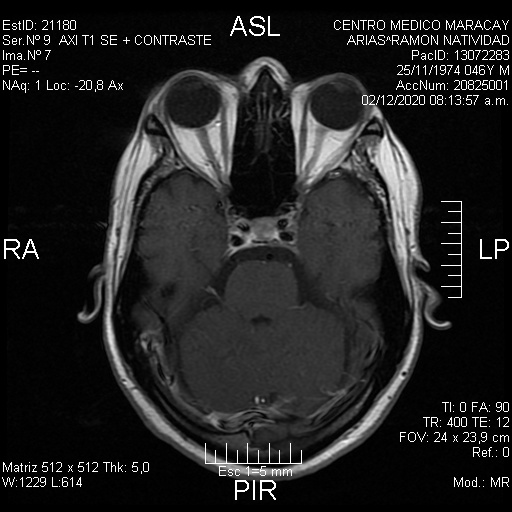 EstID: 21180
Ser.Nº 9 AXI T1 SE + CONTRASTE
Ima.Nº 7
PE= --
NAq: 1 Loc: -20,8 Ax
ASL
CENTRO MEDICO MARACAY
ARIAS^RAMON NATIVIDAD
PacID: 13072283
25/11/1974 046Y M
AccNum: 20825001
02/12/2020 08:13:57 a.m.
RA
LP
TI: 0 FA: 90
TR: 400 TE: 12
FOV: 24 x 23,9 cm
Ref.: 0
Matriz 512 x 512 Thk: 5,0
W:1229 L:614
Esc 1=5 mm
PIR
Mod.: MR